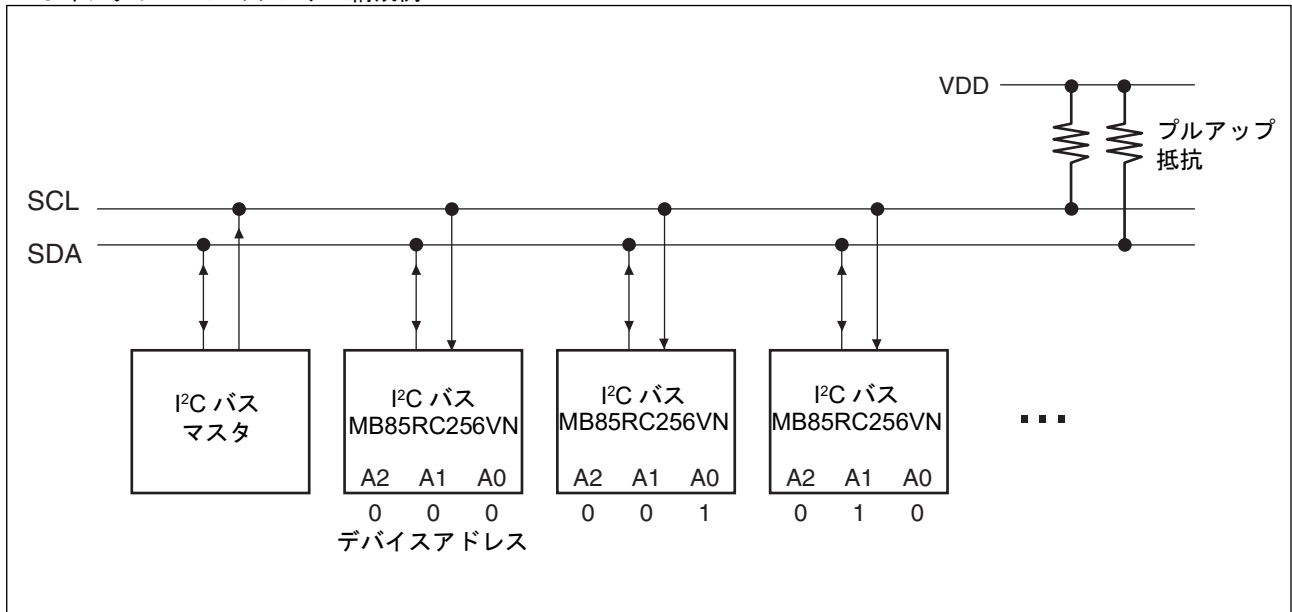 VDD
プルアップ
抵抗
SCL
SDA
I²C バス
マスタ
I²C バス
MB85RC256VN
A2 A1 A0
0 0 0
デバイスアドレス
I²C バス
MB85RC256VN
A2 A1 A0
0 0 1
I²C バス
MB85RC256VN
A2 A1 A0
0 1 0
...